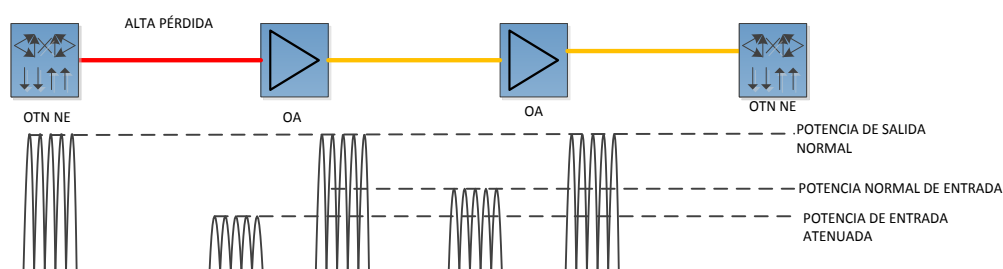 ALTA PÉRDIDA
OTN NE
OA
OA
OTN NE
.POTENCIA DE SALIDA
NORMAL
POTENCIA NORMAL DE ENTRADA
POTENCIA DE ENTRADA
ATENUADA